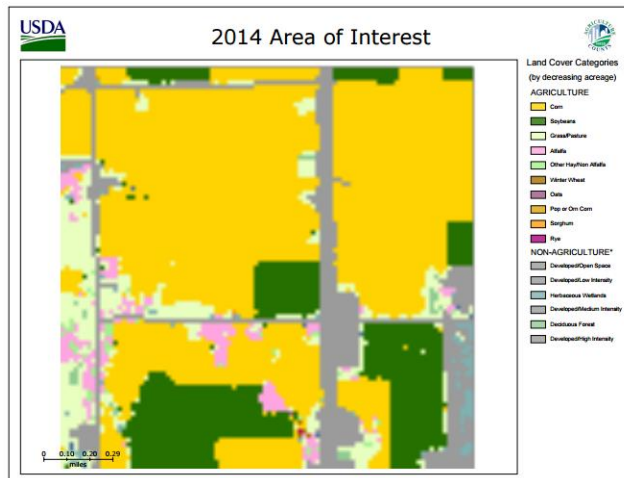 USDA
2014 Area of Interest
AGRICULTURE
COUNTS
Land Cover Categories
(by decreasing acreage)
AGRICULTURE
Corn
Soybeans
Grass/Pasture
Alfalfa
Other Hay/Non Alfalfa
Winter Wheat
Oats
Pop or Orn Corn
Sorghum
Rye
NON-AGRICULTURE*
Developed/Open Space
Developed/Low Intensity
Herbaceous Wetlands
Developed/Medium Intensity
Deciduous Forest
Developed/High Intensity
0 0.10 0.20 0.29
miles